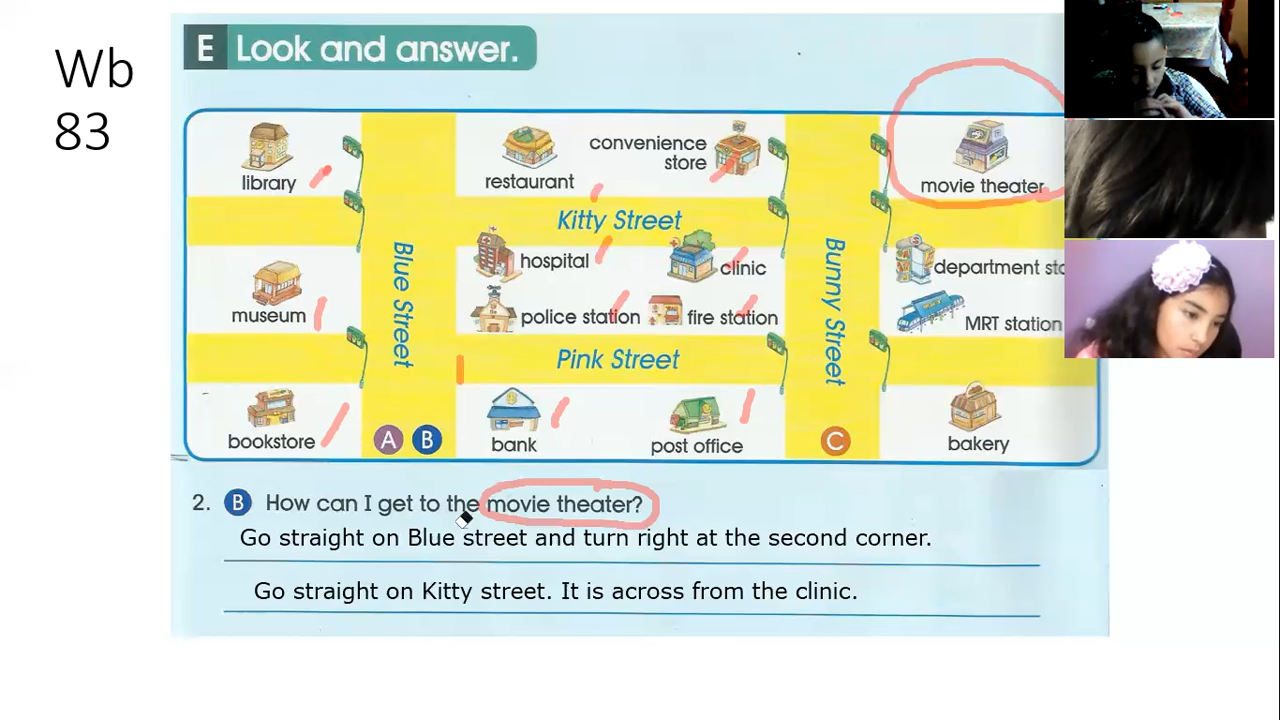 Wb
83
E Look and answer.
library
restaurant
convenience
store
movie theater
Kitty Street
hospital
clinic
department sto
museum
police station
fire station
MRT station
Blue Street
Bunny Street
Pink Street
bookstore
A B
bank
post office
C
bakery
2. B How can I get to the movie theater?
Go straight on Blue street and turn right at the second corner.
Go straight on Kitty street. It is across from the clinic.